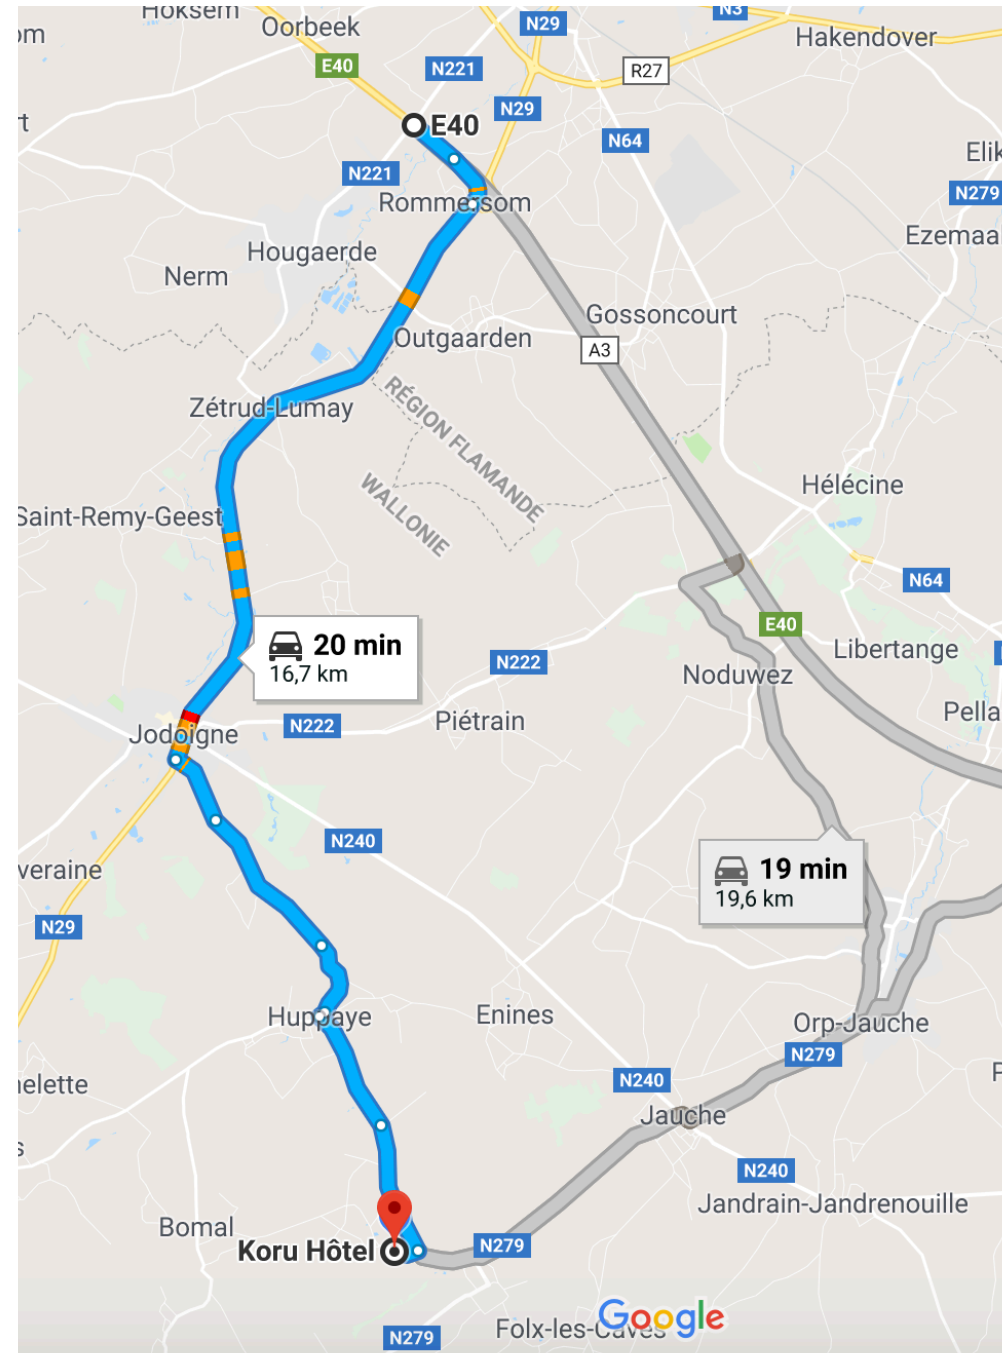 Hoksem
N29
N3
Oorbeek
Hakendover
E40
N221
R27
N29
E40
N64
N221
N279
Rommersom
Ezemaa
Hougaerde
Nerm
Gossoncourt
Outgaarden
A3
Zétrud-Lumay
RÉGION FLAMANDE
WALLONIE
Hélécine
Saint-Remy-Geest
N64
E40
20 min
16,7 km
N222
Libertange
Noduwez
Pella
N222
Piétrain
Jodoigne
N240
veraine
19 min
19,6 km
N29
Huppaye
Enines
Orp-Jauche
N279
N240
elette
Jauche
N240
Jandrain-Jandrenouille
Bomal
Koru Hôtel
N279
Google
Folx-les-Caves
N279